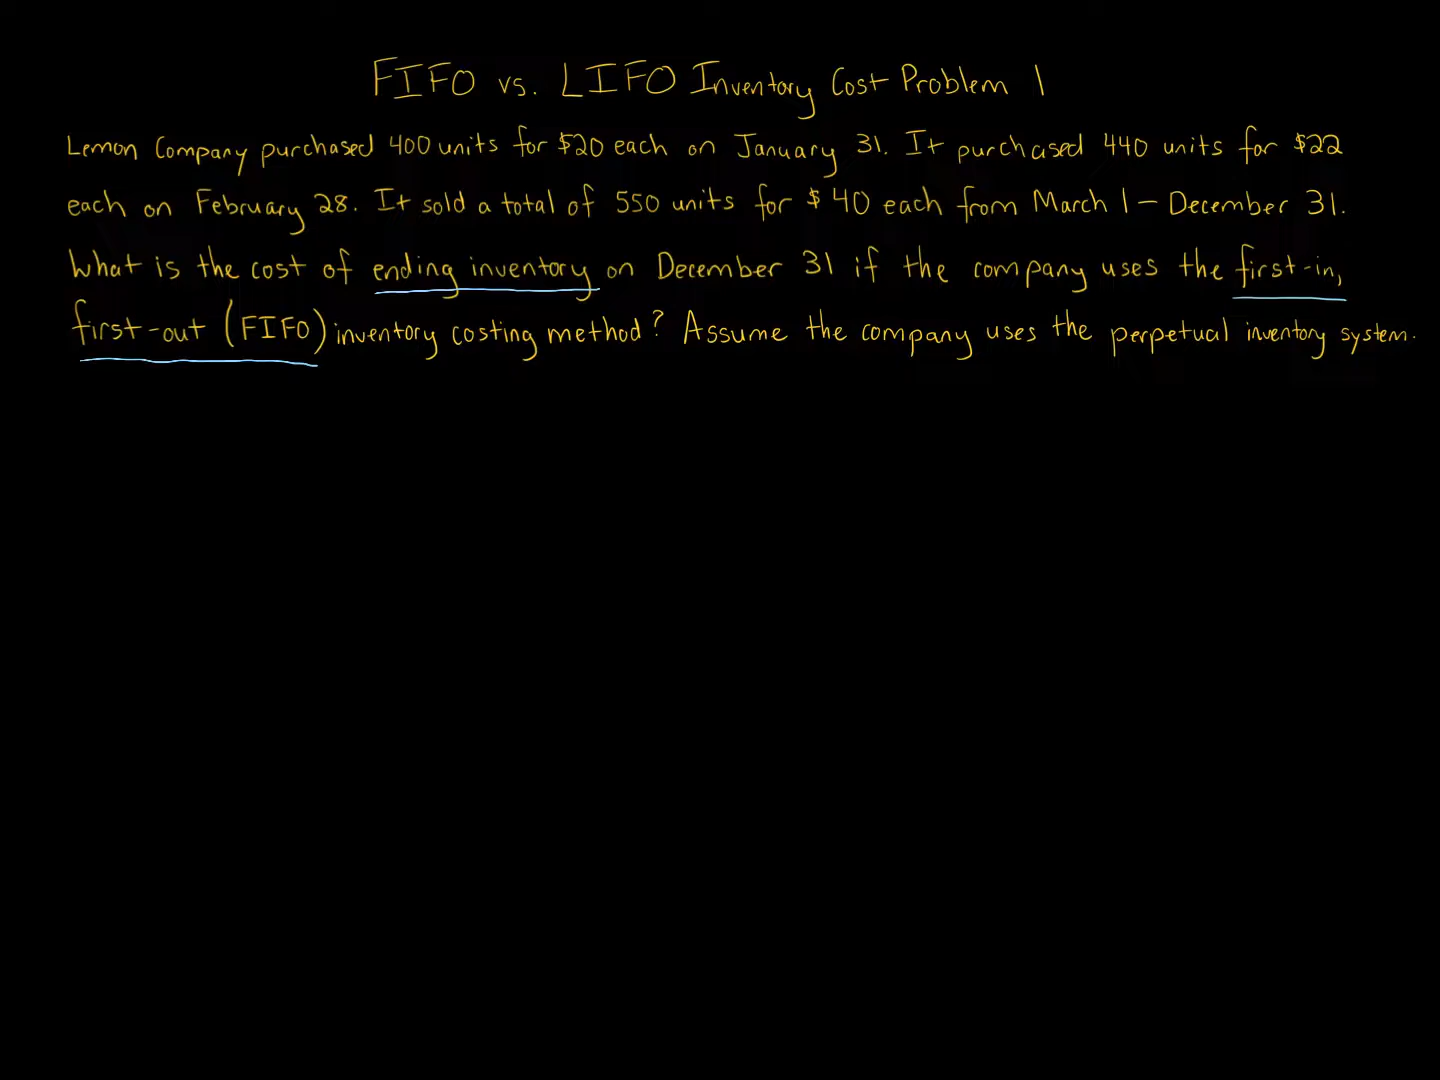 FIFO vs. LIFO Inventory Cost Problem 1
Lemon Company purchased 400 units for $20 each on January 31. It purchased 440 units for $22
each on February 28. It sold a total of 550 units for $40 each from March 1 - December 31.
What is the cost of ending inventory on December 31 if the company uses the first-in,
first-out (FIFO) inventory costing method? Assume the company uses the perpetual inventory system.